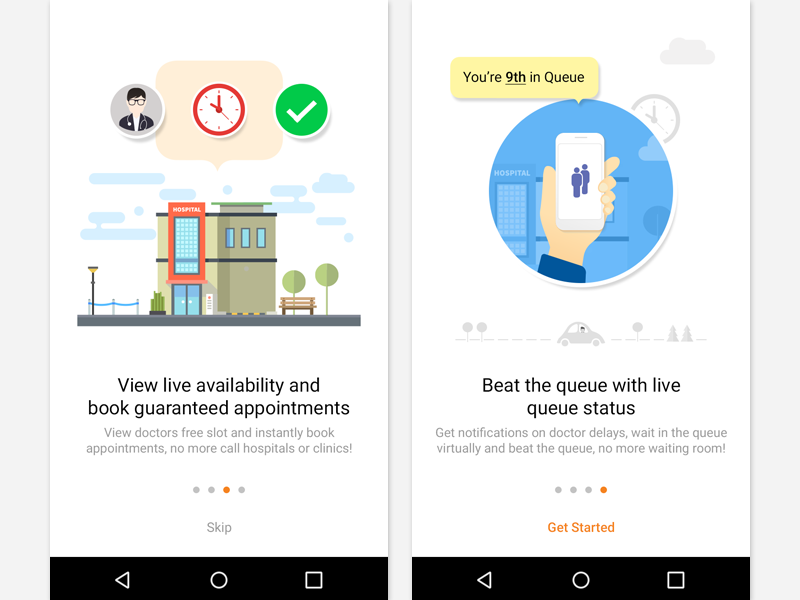 HOSPITAL
View live availability and
book guaranteed appointments
View doctors free slot and instantly book
appointments, no more call hospitals or clinics!
Skip
You're 9th in Queue
HOSPITAL
Beat the queue with live
queue status
Get notifications on doctor delays, wait in the queue
virtually and beat the queue, no more waiting room!
Get Started